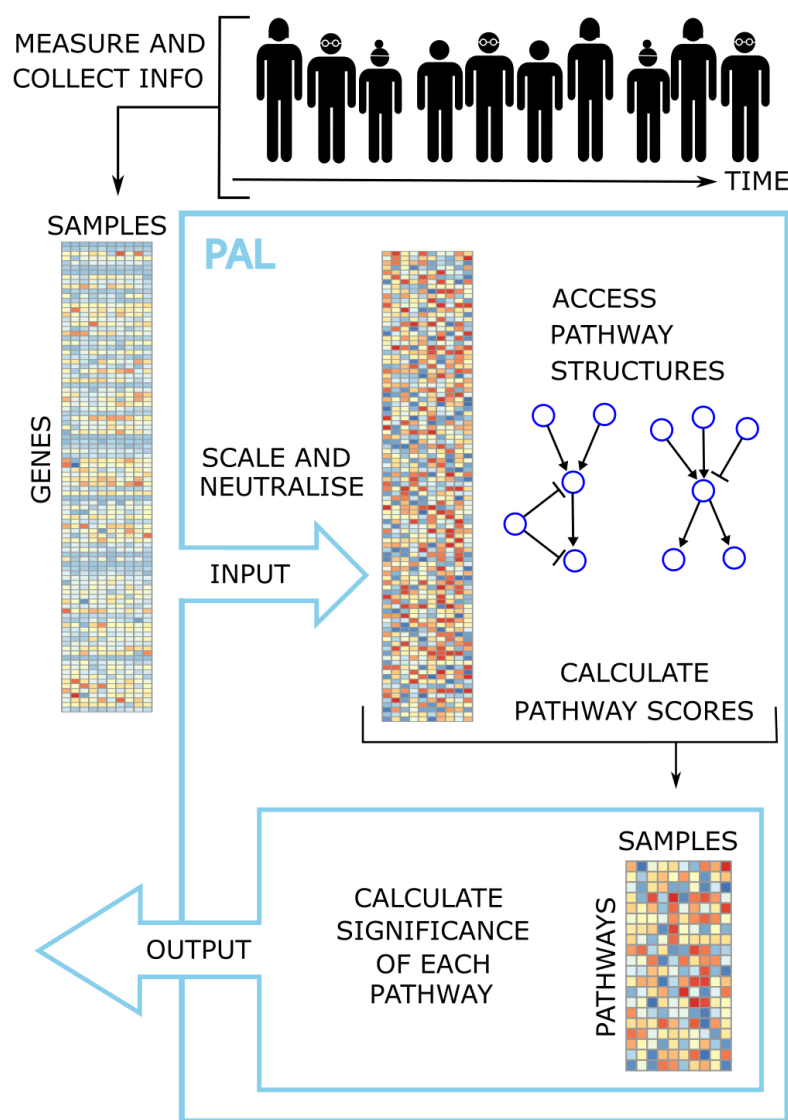 MEASURE AND
COLLECT INFO
TIME
SAMPLES
GENES
PAL
SCALE AND
NEUTRALISE
INPUT
ACCESS
PATHWAY
STRUCTURES
CALCULATE
PATHWAY SCORES
SAMPLES
PATHWAYS
CALCULATE
SIGNIFICANCE
OF EACH
PATHWAY
OUTPUT